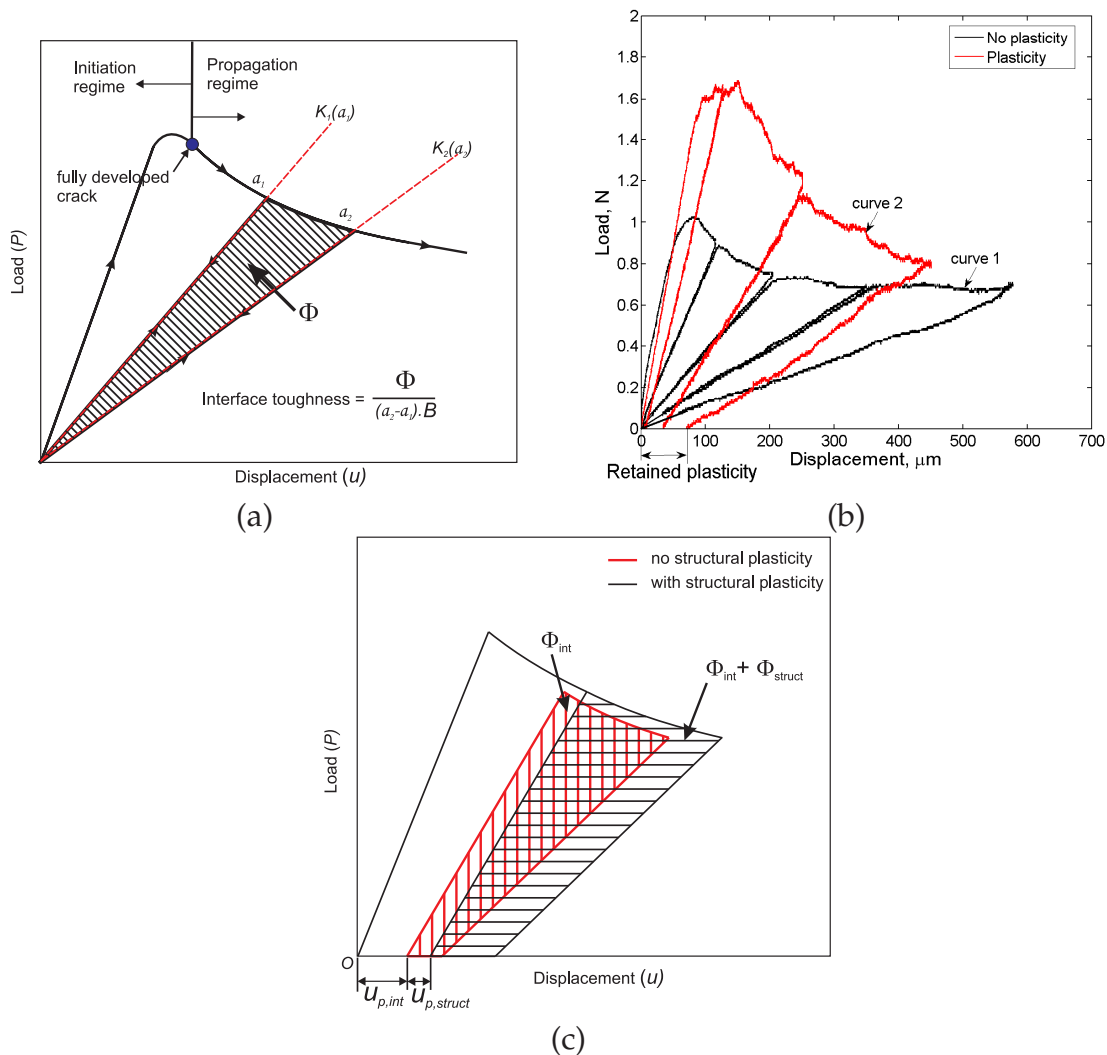 (a)
Initiation regime
Propagation regime
K₁(a₁)
K₂(a₂)
fully developed crack
a₁
a₂
Φ
Interface toughness = Φ / (a₂-a₁).B
Load (P)
Displacement (u)
(a)
(b)
2
1.8
1.6
1.4
1.2
1
0.8
0.6
0.4
0.2
0
Load, N
No plasticity
Plasticity
curve 2
curve 1
0 100 200 300 400 500 600 700
Displacement, μm
Retained plasticity
(b)
no structural plasticity
with structural plasticity
Φint
Φint + Φstruct
Load (P)
O
Displacement (u)
up,int
up,struct
(c)